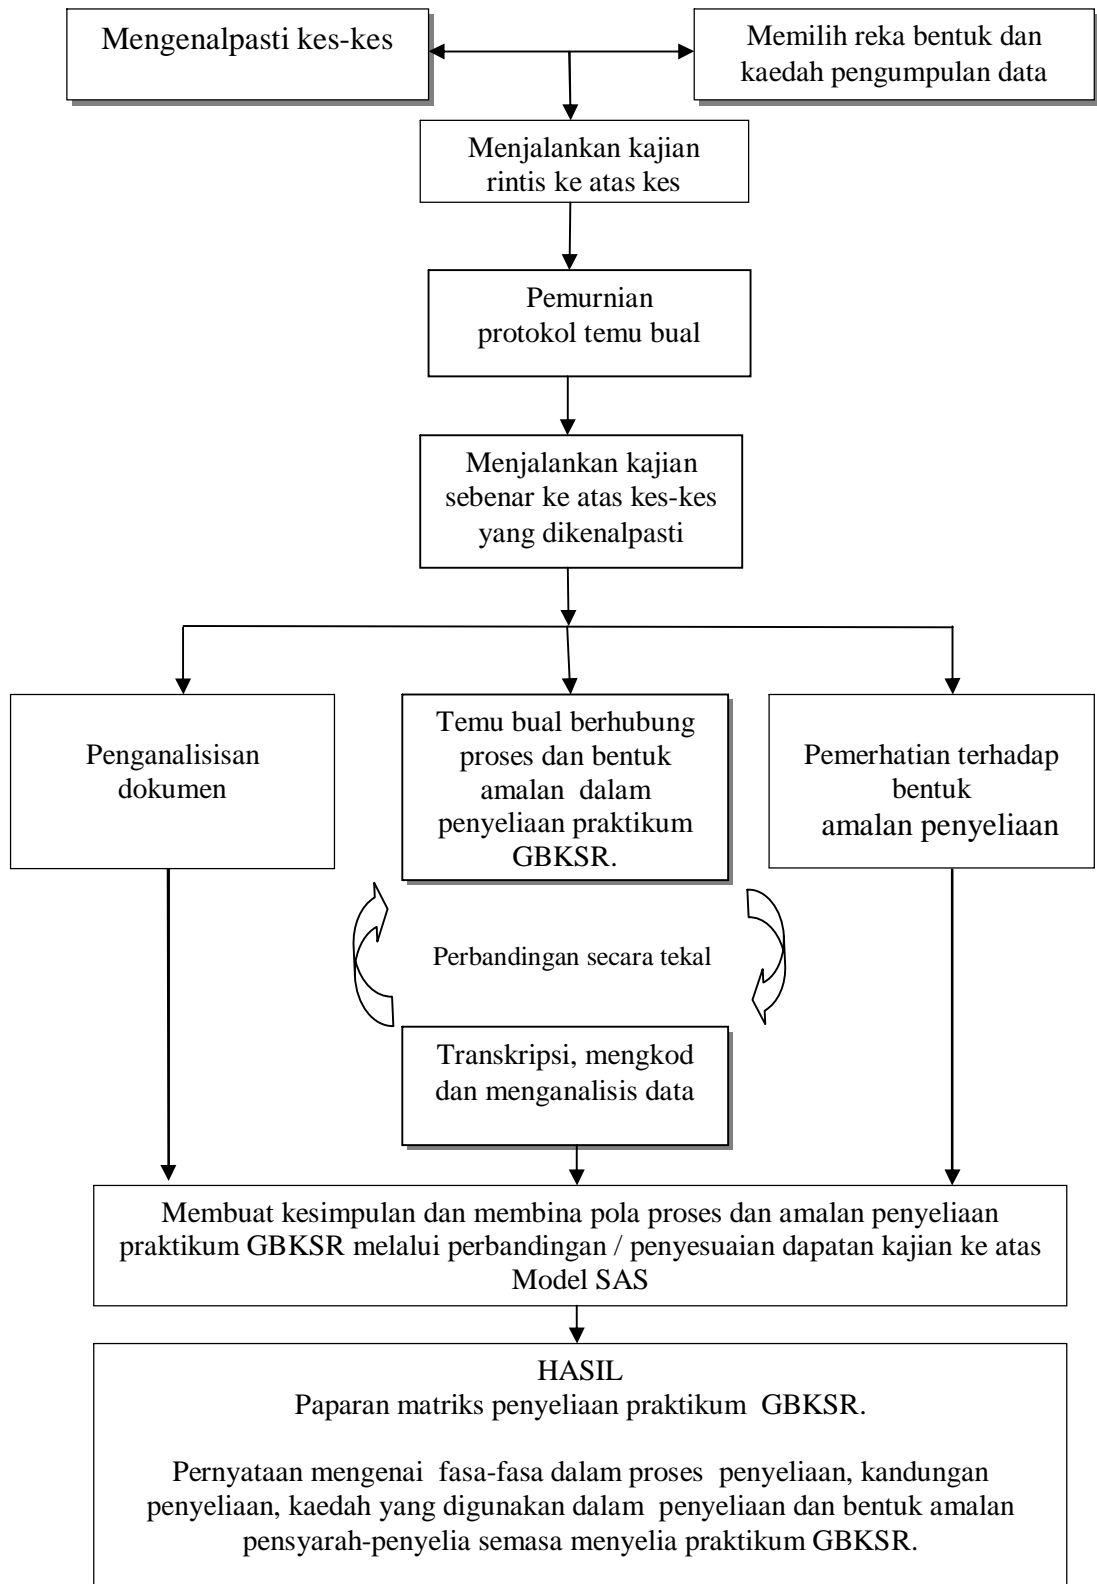 Mengenalpasti kes-kes
Memilih reka bentuk dan
kaedah pengumpulan data
Menjalankan kajian
rintis ke atas kes
Pemurnian
protokol temu bual
Menjalankan kajian
sebenar ke atas kes-kes
yang dikenalpasti
Penganalisisan
dokumen
Temu bual berhubung
proses dan bentuk
amalan dalam
penyeliaan praktikum
GBKSR.
Pemerhatian terhadap
bentuk
amalan penyeliaan
Perbandingan secara tekal
Transkripsi, mengkod
dan menganalisis data
Membuat kesimpulan dan membina pola proses dan amalan penyeliaan
praktikum GBKSR melalui perbandingan / penyesuaian dapatan kajian ke atas
Model SAS
HASIL
Paparan matriks penyeliaan praktikum GBKSR.
Pernyataan mengenai fasa-fasa dalam proses penyeliaan, kandungan
penyeliaan, kaedah yang digunakan dalam penyeliaan dan bentuk amalan
pensyarah-penyelia semasa menyelia praktikum GBKSR.